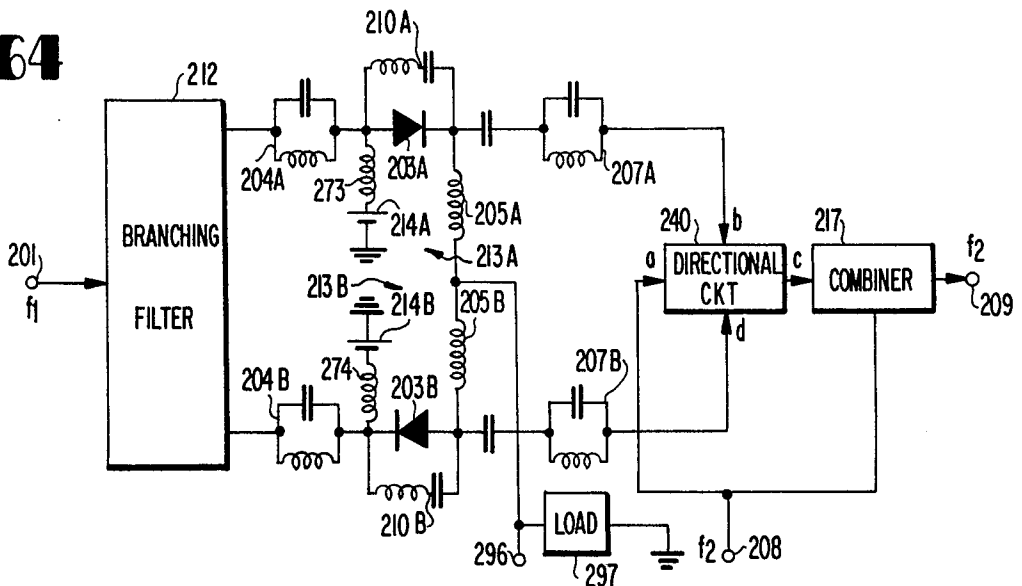 64
210A
212
204A
273
203A
214A
205A
207A
213A
201
f1
BRANCHING
FILTER
213B
214B
205B
240
217
a
b
c
d
DIRECTIONAL
CKT
COMBINER
f2
209
204B
274
203B
207B
210B
LOAD
296
297
f2
208